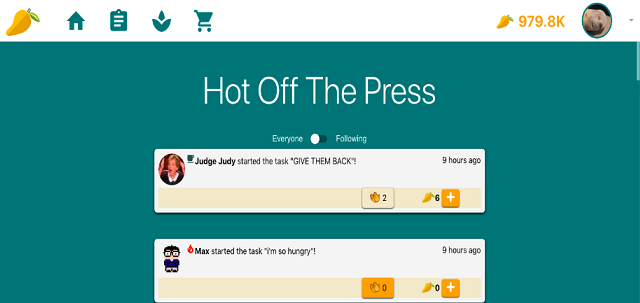 979.8K
Hot Off The Press
Everyone Following
Judge Judy started the task "GIVE THEM BACK"!
9 hours ago
2
6 +
Max started the task "i'm so hungry"!
9 hours ago
0
0 +